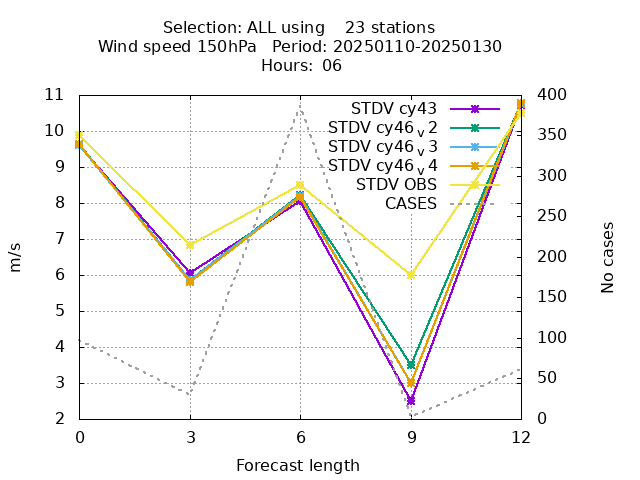 Selection: ALL using    23 stations
Wind speed 150hPa   Period: 20250110-20250130
Hours: 06
STDV cy43
STDV cy46 v 2
STDV cy46 v 3
STDV cy46 v 4
STDV OBS
CASES
11
10
9
8
7
6
5
4
3
2
m/s
400
350
300
250
200
150
100
50
0
No cases
0 3 6 9 12
Forecast length